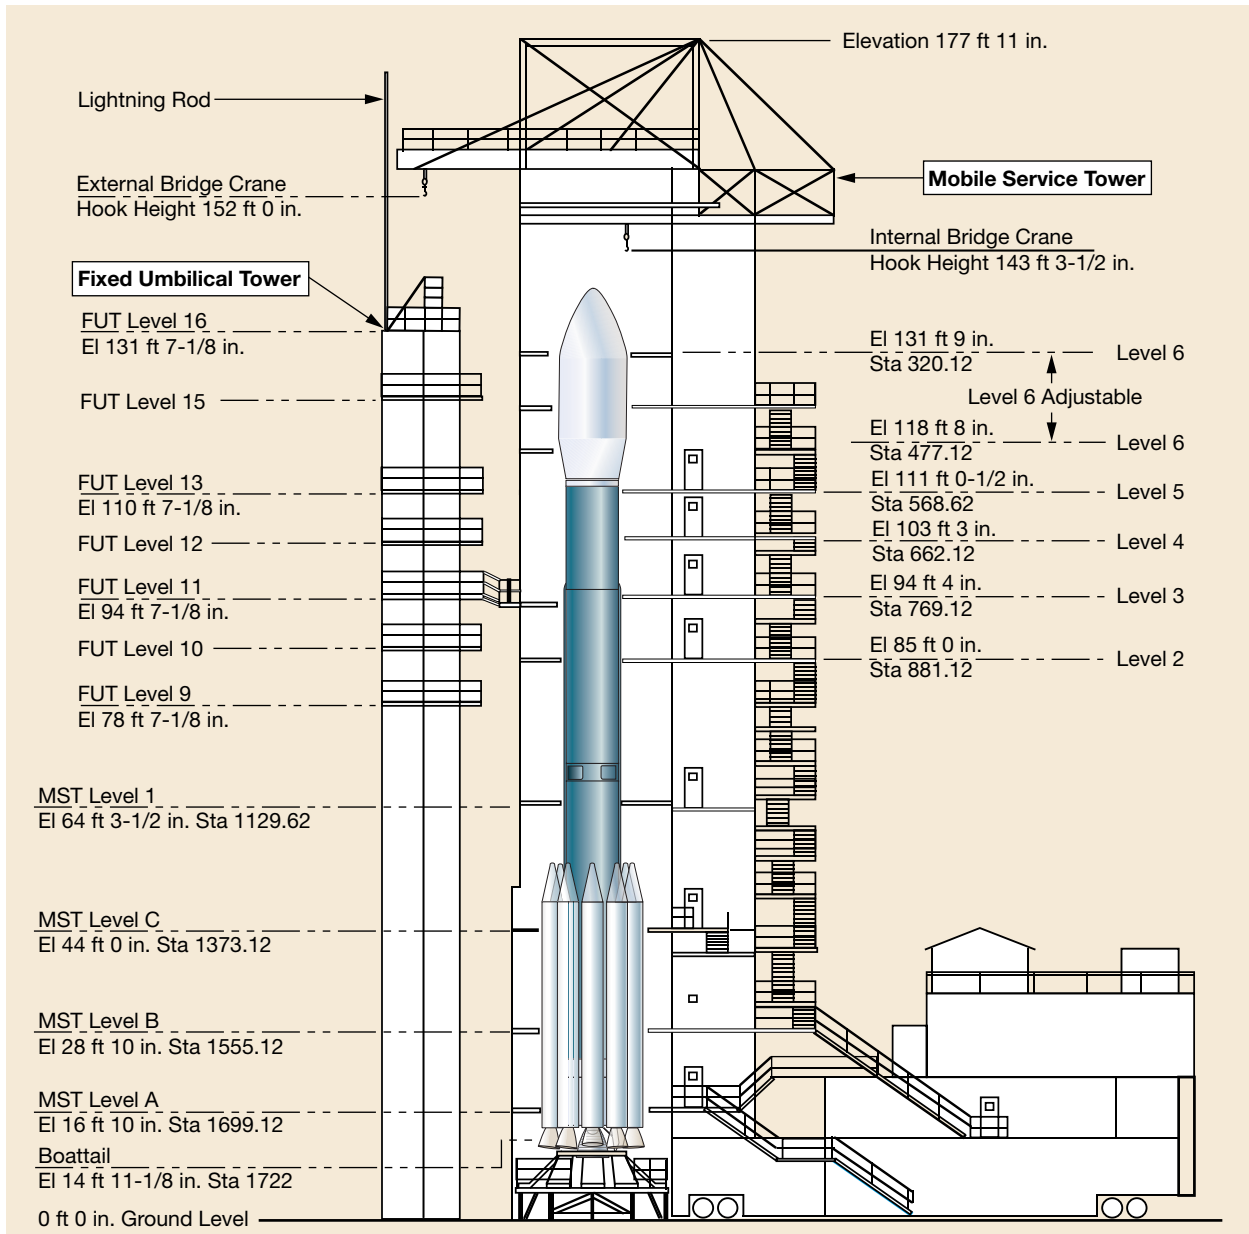 Elevation 177 ft 11 in.
Lightning Rod
External Bridge Crane
Hook Height 152 ft 0 in.
Mobile Service Tower
Internal Bridge Crane
Hook Height 143 ft 3-1/2 in.
Fixed Umbilical Tower
FUT Level 16
El 131 ft 7-1/8 in.
El 131 ft 9 in.
Sta 320.12
Level 6
Level 6 Adjustable
FUT Level 15
El 118 ft 8 in.
Sta 477.12
Level 6
FUT Level 13
El 110 ft 7-1/8 in.
El 111 ft 0-1/2 in.
Sta 568.62
Level 5
FUT Level 12
El 103 ft 3 in.
Sta 662.12
Level 4
FUT Level 11
El 94 ft 7-1/8 in.
El 94 ft 4 in.
Sta 769.12
Level 3
FUT Level 10
El 85 ft 0 in.
Sta 881.12
Level 2
FUT Level 9
El 78 ft 7-1/8 in.
MST Level 1
El 64 ft 3-1/2 in. Sta 1129.62
MST Level C
El 44 ft 0 in. Sta 1373.12
MST Level B
El 28 ft 10 in. Sta 1555.12
MST Level A
El 16 ft 10 in. Sta 1699.12
Boattail
El 14 ft 11-1/8 in. Sta 1722
0 ft 0 in. Ground Level